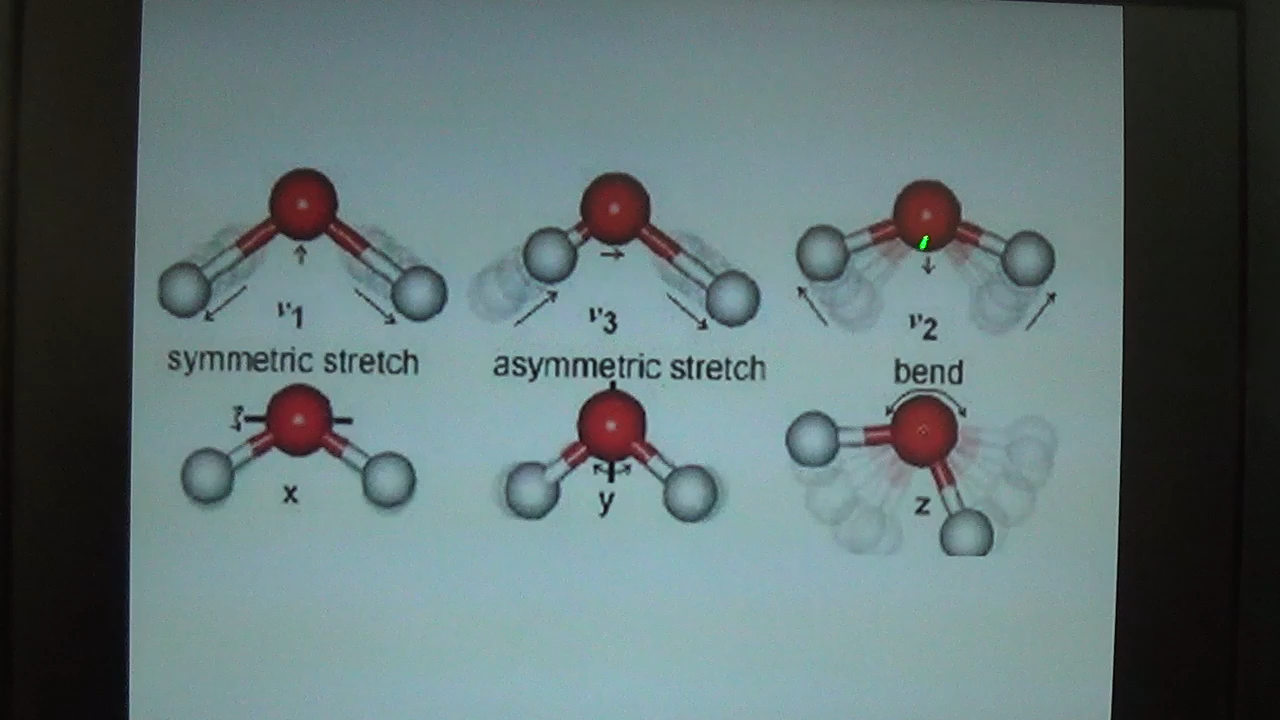 ν1
ν3
ν2
symmetric stretch
asymmetric stretch
bend
x
y
z